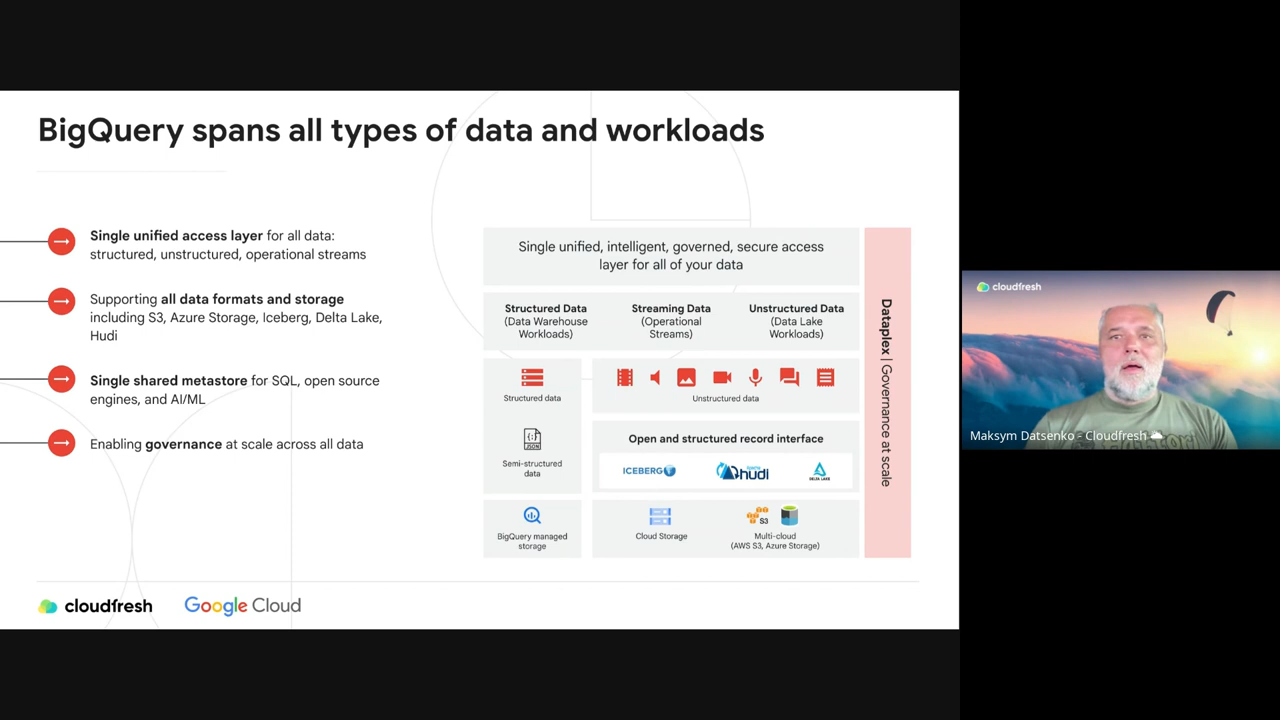 BigQuery spans all types of data and workloads
Single unified access layer for all data:
structured, unstructured, operational streams
Supporting all data formats and storage
including S3, Azure Storage, Iceberg, Delta Lake,
Hudi
Single shared metastore for SQL, open source
engines, and AI/ML
Enabling governance at scale across all data
Single unified, intelligent, governed, secure access
layer for all of your data
Structured Data
(Data Warehouse
Workloads)
Streaming Data
(Operational
Streams)
Unstructured Data
(Data Lake
Workloads)
Structured data
Unstructured data
JSON
Semi-structured
data
Open and structured record interface
ICEBERG
hudi
DELTA LAKE
BigQuery managed
storage
Cloud Storage
S3
Multi-cloud
(AWS S3, Azure Storage)
Dataplex | Governance at scale
cloudfresh
Google Cloud
cloudfresh
Maksym Datsenko - Cloudfresh